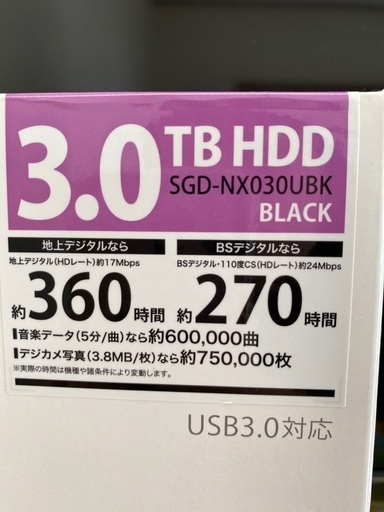 3.0 TB HDD
SGD-NX030UBK
BLACK
地上デジタルなら
地上デジタル(HDレート)約17Mbps
約360時間
BSデジタルなら
BSデジタル・110度CS(HDレート)約24Mbps
約270時間
音楽データ(5分/曲)なら約600,000曲
デジカメ写真(3.8MB/枚)なら約750,000枚
※実際の時間は機種や諸条件により変動します。
USB3.0対応